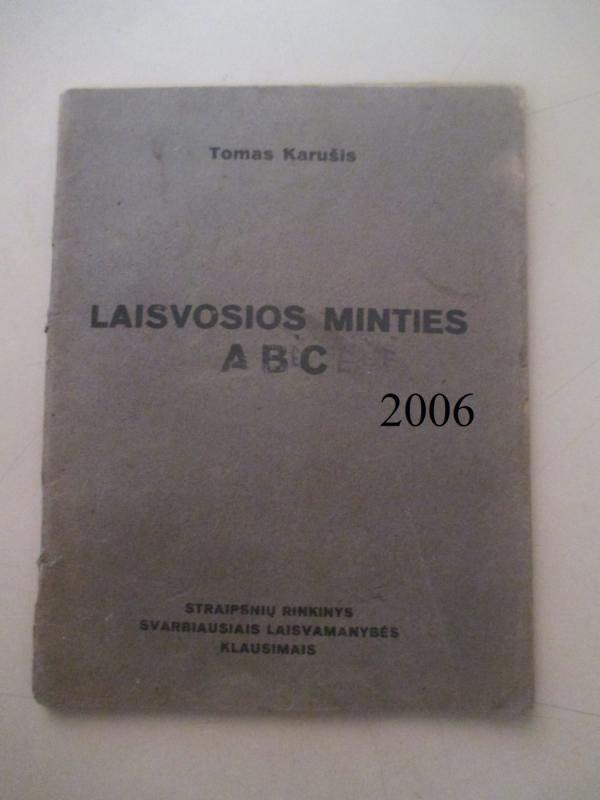 Tomas Karušis
LAISVOSIOS MINTIES
ABC
2006
STRAIPSNIŲ RINKINYS
SVARBIAUSIAIS LAISVAMANYBĖS
KLAUSIMAIS